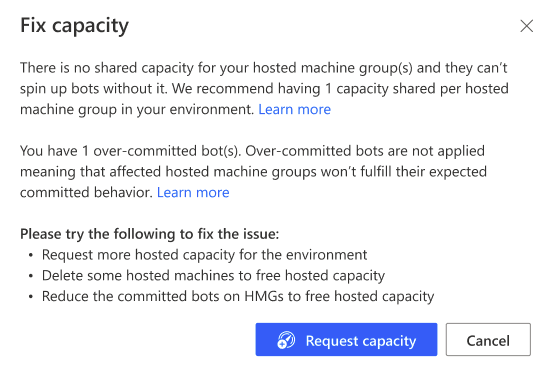 Fix capacity
There is no shared capacity for your hosted machine group(s) and they can't
spin up bots without it. We recommend having 1 capacity shared per hosted
machine group in your environment. Learn more
You have 1 over-committed bot(s). Over-committed bots are not applied
meaning that affected hosted machine groups won't fulfill their expected
committed behavior. Learn more
Please try the following to fix the issue:
• Request more hosted capacity for the environment
• Delete some hosted machines to free hosted capacity
• Reduce the committed bots on HMGs to free hosted capacity
Request capacity Cancel